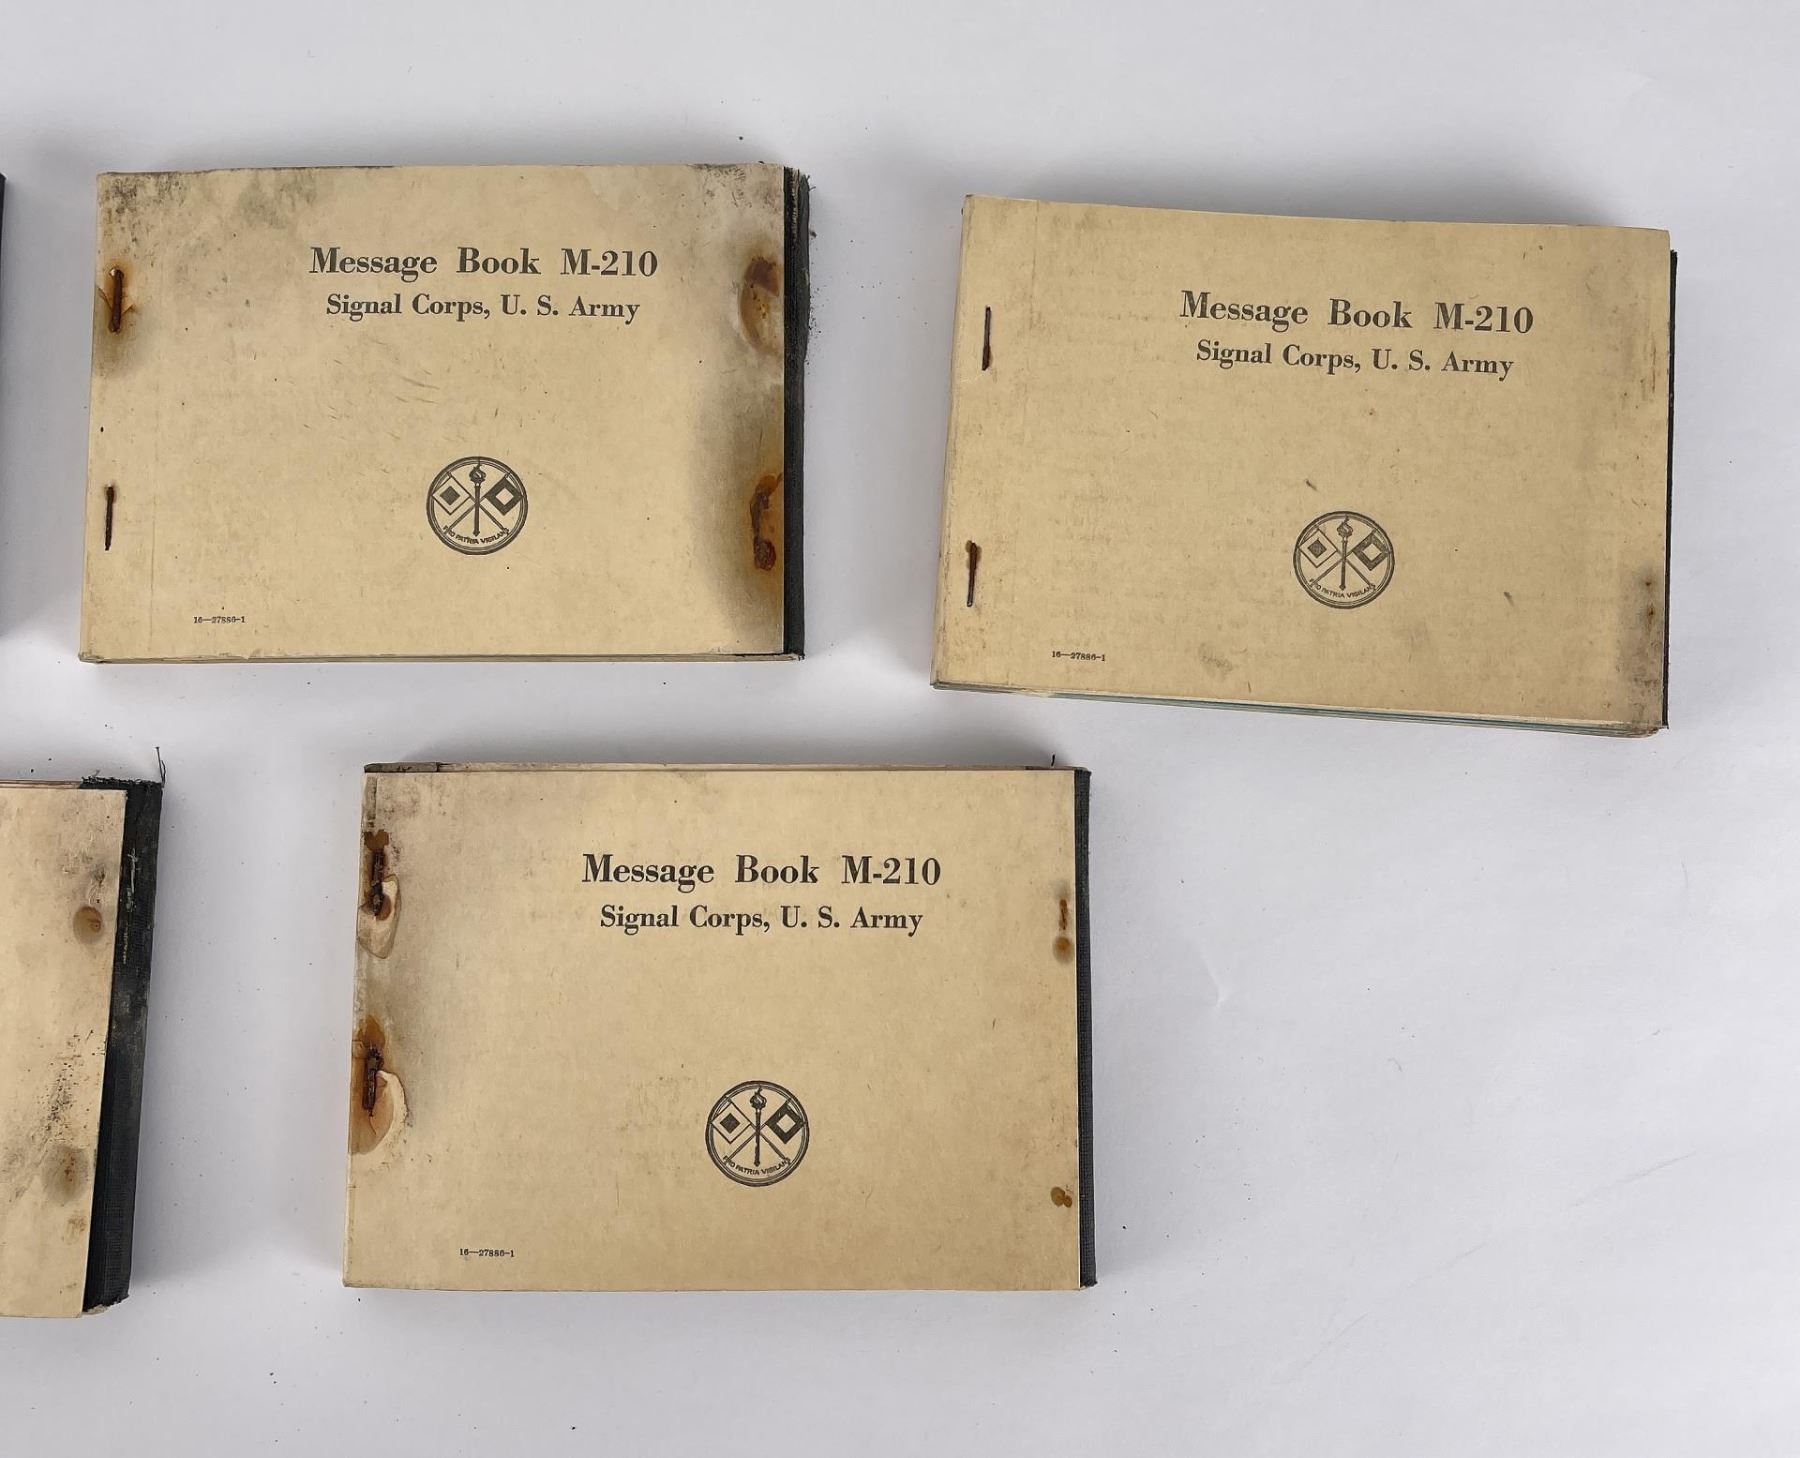 Message Book M-210
Signal Corps, U. S. Army
PRO PATRIA VIGILANS
16—27886-1
Message Book M-210
Signal Corps, U. S. Army
PRO PATRIA VIGILANS
16—27886-1
Message Book M-210
Signal Corps, U. S. Army
PRO PATRIA VIGILANS
16—27886-1